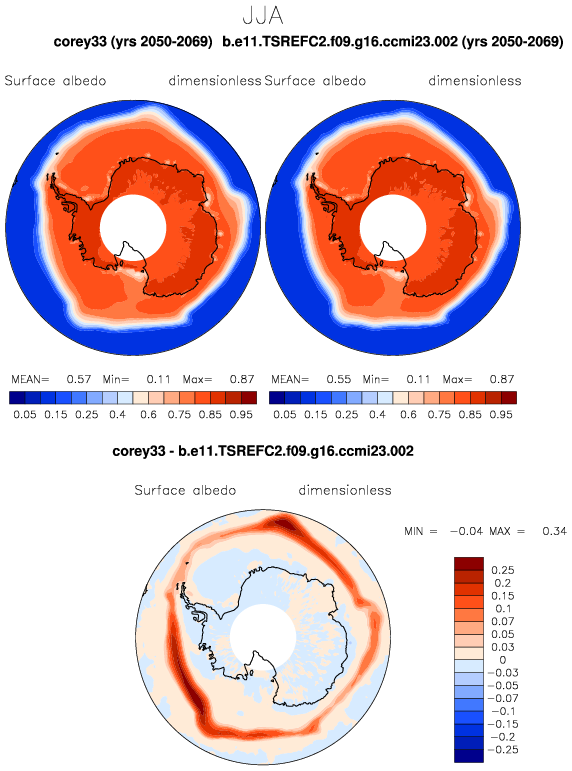 JJA
corey33 (yrs 2050-2069) b.e11.TSREFC2.f09.g16.ccmi23.002 (yrs 2050-2069)
Surface albedo dimensionless Surface albedo dimensionless
MEAN= 0.57 Min= 0.11 Max= 0.87 MEAN= 0.55 Min= 0.11 Max= 0.87
0.05 0.15 0.25 0.4 0.6 0.75 0.85 0.95 0.05 0.15 0.25 0.4 0.6 0.75 0.85 0.95
corey33 - b.e11.TSREFC2.f09.g16.ccmi23.002
Surface albedo dimensionless
MIN = -0.04 MAX = 0.34
0.25
0.2
0.15
0.1
0.07
0.05
0.03
0
-0.03
-0.05
-0.07
-0.1
-0.15
-0.2
-0.25